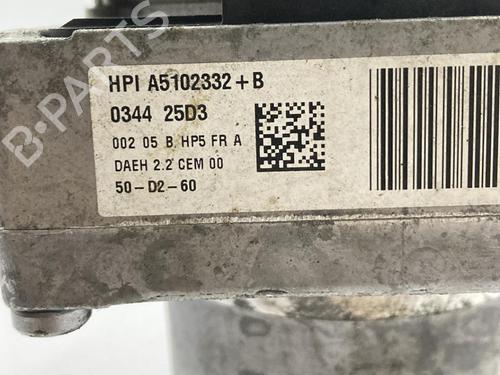 HPI A5102332+B
0344 25D3
002 05 B HP5 FR A
DAEH 2.2 CEM 00
50-D2-60
B-PARTS